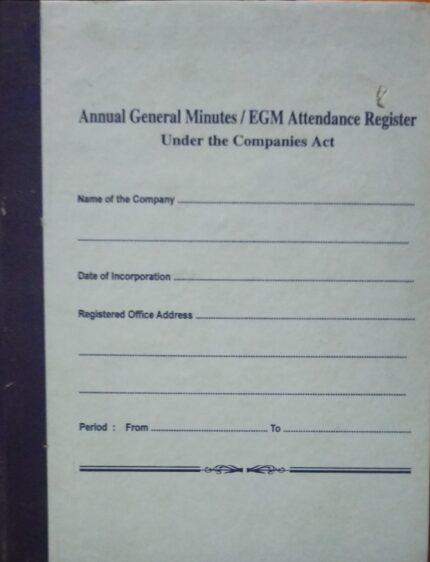 Annual General Minutes / EGM Attendance Register
Under the Companies Act
Name of the Company
Date of Incorporation
Registered Office Address
Period : From To